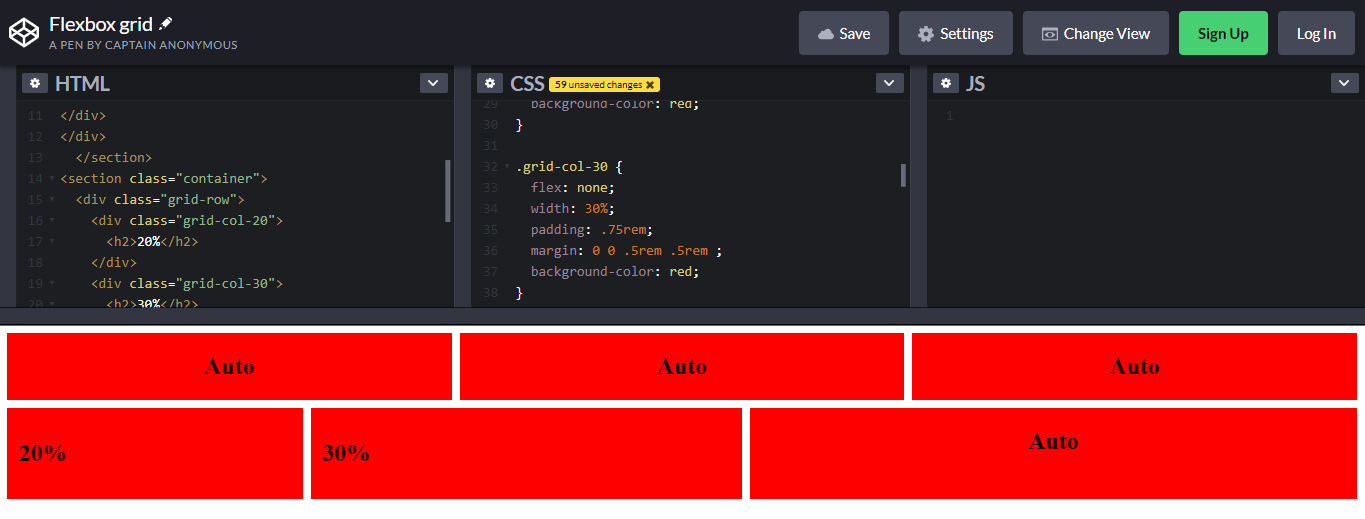 Flexbox grid
A PEN BY CAPTAIN ANONYMOUS
Save
Settings
Change View
Sign Up
Log In
HTML
11 </div>
12 </div>
13 </section>
14 <section class="container">
15 <div class="grid-row">
16 <div class="grid-col-20">
17 <h2>20%</h2>
18 </div>
19 <div class="grid-col-30">
20 <h2>30%</h2>
CSS 59 unsaved changes
29 background-color: red;
30 }
31
32 .grid-col-30 {
33 flex: none;
34 width: 30%;
35 padding: .75rem;
36 margin: 0 0 .5rem .5rem ;
37 background-color: red;
38 }
JS
1
Auto Auto Auto
20% 30% Auto